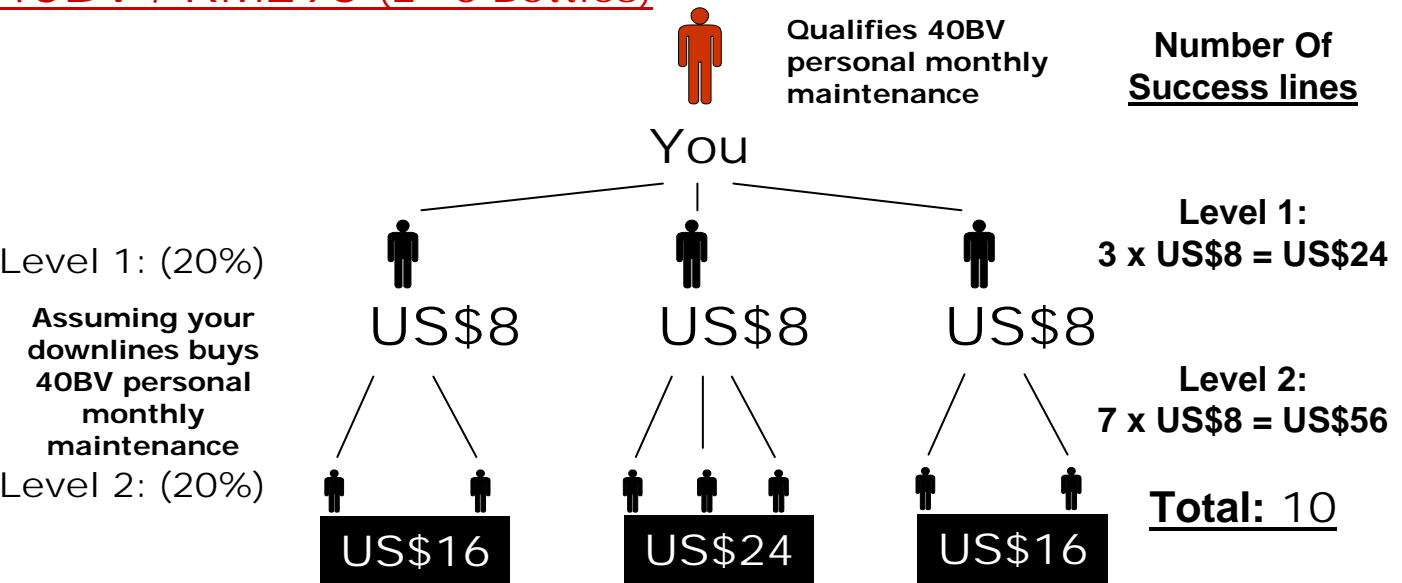 Qualifies 40BV
personal monthly
maintenance
Number Of
Success lines
You
Level 1: (20%)
Level 1:
3 x US$8 = US$24
US$8 US$8 US$8
Assuming your
downlines buys
40BV personal
monthly
maintenance
Level 2:
7 x US$8 = US$56
Level 2: (20%)
Total: 10
US$16 US$24 US$16